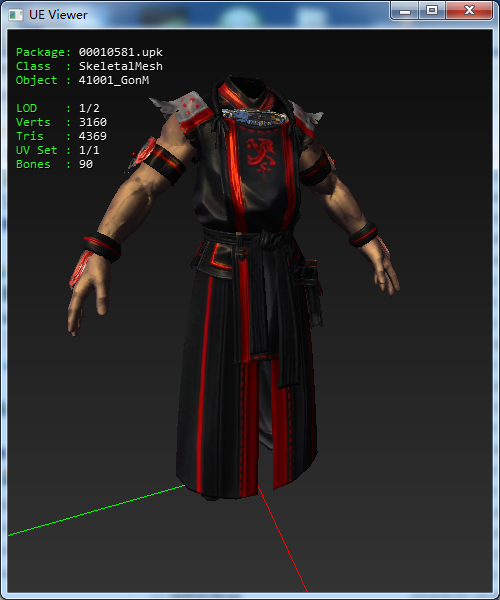 UE Viewer
Package: 00010581.upk
Class : SkeletalMesh
Object : 41001_GonM
LOD : 1/2
Verts : 3160
Tris : 4369
UV Set : 1/1
Bones : 90